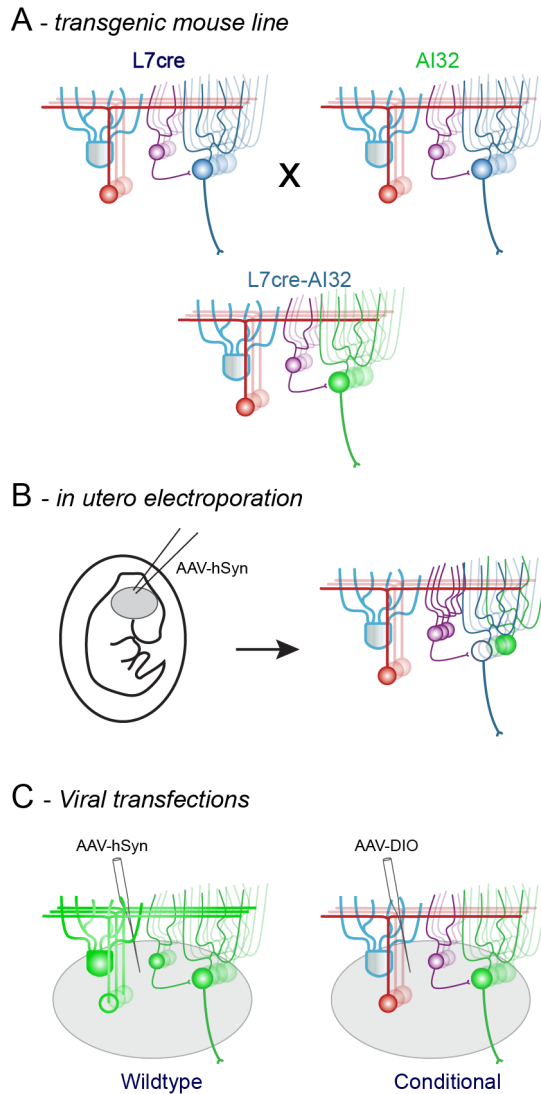 A - transgenic mouse line
L7cre
AI32
x
L7cre-AI32
B - in utero electroporation
AAV-hSyn
C - Viral transfections
AAV-hSyn
AAV-DIO
Wildtype
Conditional